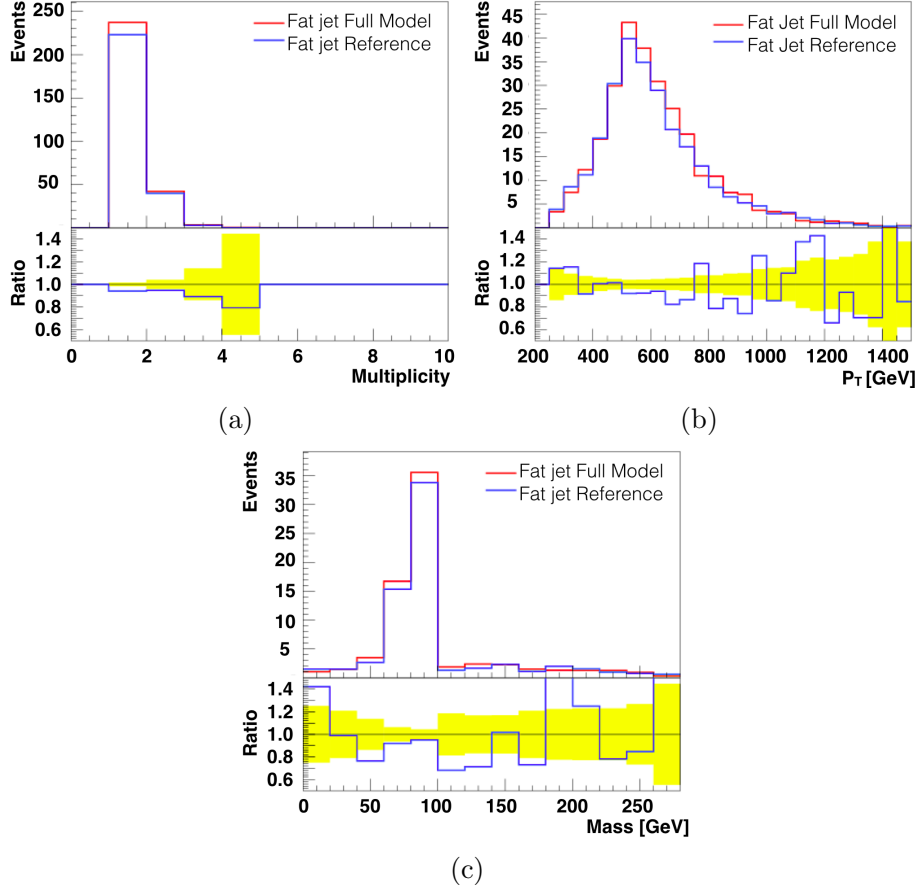 Events
250
200
150
100
50
Fat jet Full Model
Fat jet Reference
Ratio
1.4
1.2
1.0
0.8
0.6
0 2 4 6 8 10
Multiplicity
(a)
Events
45
40
35
30
25
20
15
10
5
Fat Jet Full Model
Fat Jet Reference
Ratio
1.4
1.2
1.0
0.8
0.6
200 400 600 800 1000 1200 1400
PT [GeV]
(b)
Events
35
30
25
20
15
10
5
Fat jet Full Model
Fat jet Reference
Ratio
1.4
1.2
1.0
0.8
0.6
0 50 100 150 200 250
Mass [GeV]
(c)